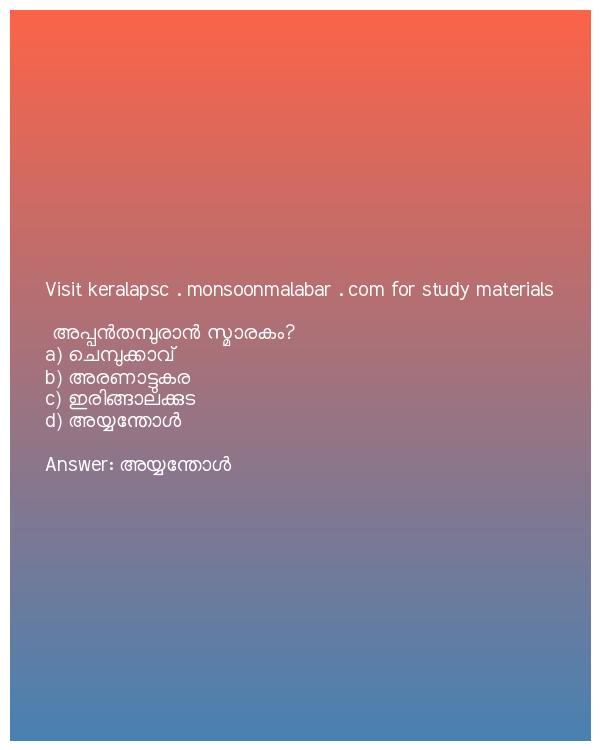 Visit keralapsc . monsoonmalabar . com for study materials
അപ്പൻതമ്പുരാൻ സ്മാരകം?
a) ചെമ്പുക്കാവ്
b) അരണാട്ടുകര
c) ഇരിങ്ങാലക്കുട
d) അയ്യന്തോൾ
Answer: അയ്യന്തോൾ